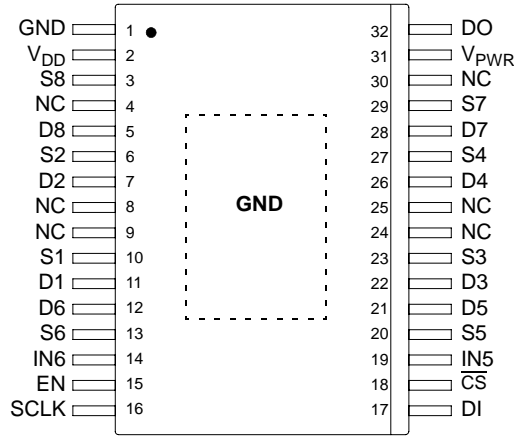 GND 1 32 DO
VDD 2 31 VPWR
S8 3 30 NC
NC 4 29 S7
D8 5 28 D7
S2 6 27 S4
D2 7 26 D4
NC 8 25 NC
NC 9 24 NC
S1 10 23 S3
D1 11 22 D3
D6 12 21 D5
S6 13 20 S5
IN6 14 19 IN5
EN 15 18 CS
SCLK 16 17 DI
GND